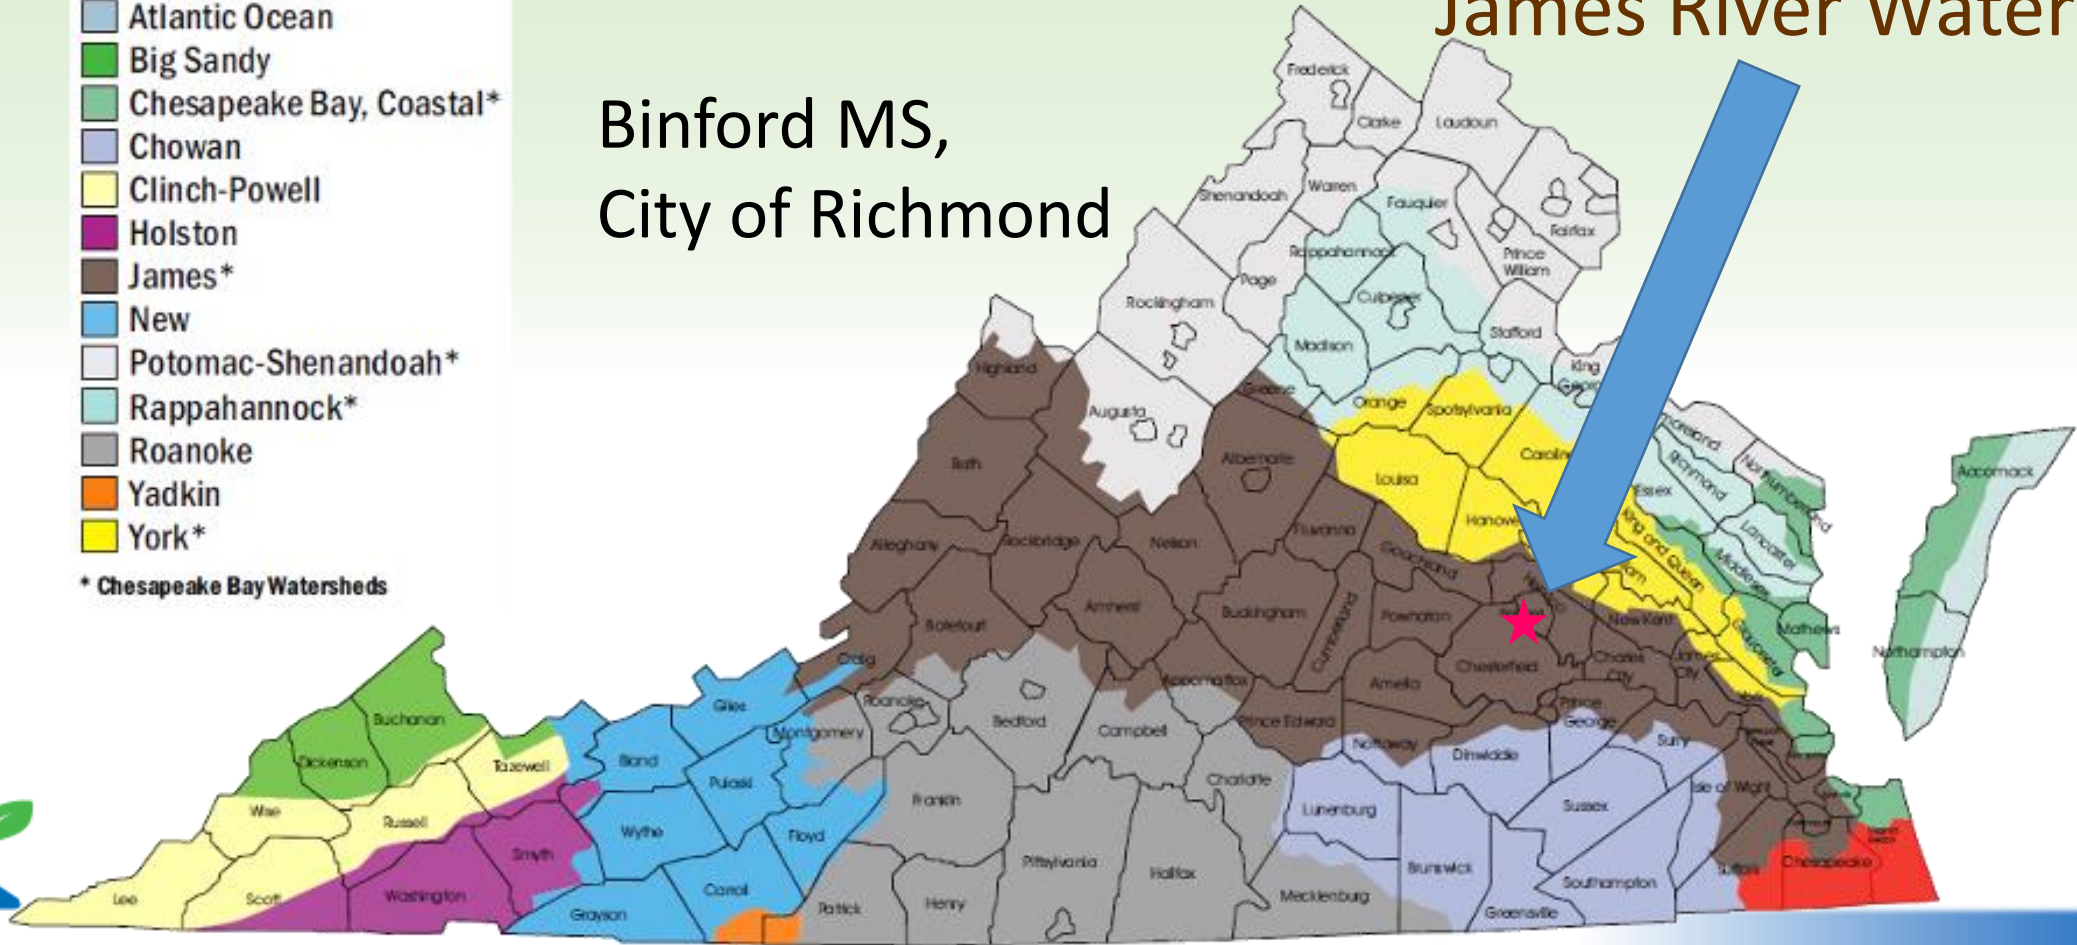 James River Water
Atlantic Ocean
Big Sandy
Chesapeake Bay, Coastal*
Chowan
Clinch-Powell
Holston
James*
New
Potomac-Shenandoah*
Rappahannock*
Roanoke
Yadkin
York*
* Chesapeake Bay Watersheds
Binford MS,
City of Richmond
Frederick
Clarke
Loudoun
Shenandoah
Warren
Fauquier
Fairfax
Rappahannock
Prince
William
Page
Rockingham
Culpeper
Stafford
Madison
King
Highland
Greene
Augusta
Orange
Spotsylvania
Bath
Albemarle
Louisa
Essex
Richmond
Northumberland
Accomack
Alleghany
Rockbridge
Nelson
Fluvanna
Goochland
King and Queen
Lancaster
Middlesex
Botetourt
Amherst
Buckingham
Cumberland
Powhatan
New Kent
Gloucester
Mathews
Northampton
Craig
Appomattox
Amelia
Chesterfield
Charles
City
James
City
Buchanan
Giles
Roanoke
Montgomery
Bedford
Campbell
Prince Edward
Nottoway
Dinwiddie
Prince
George
Surry
Dickenson
Tazewell
Bland
Pulaski
Franklin
Charlotte
Lunenburg
Sussex
Isle of Wight
Wise
Russell
Smyth
Wythe
Floyd
Pittsylvania
Halifax
Brunswick
Southampton
Suffolk
Chesapeake
Lee
Scott
Washington
Grayson
Carroll
Patrick
Henry
Mecklenburg
Greensville